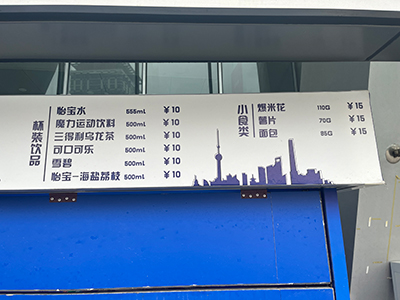 杯装饮品
怡宝水 555mL ¥10
魔力运动饮料 500mL ¥10
三得利乌龙茶 500mL ¥10
可口可乐 500mL ¥10
雪碧 500mL ¥10
怡宝-海盐荔枝 500mL ¥10
小食类
爆米花 110G ¥15
薯片 70G ¥15
面包 85G ¥15